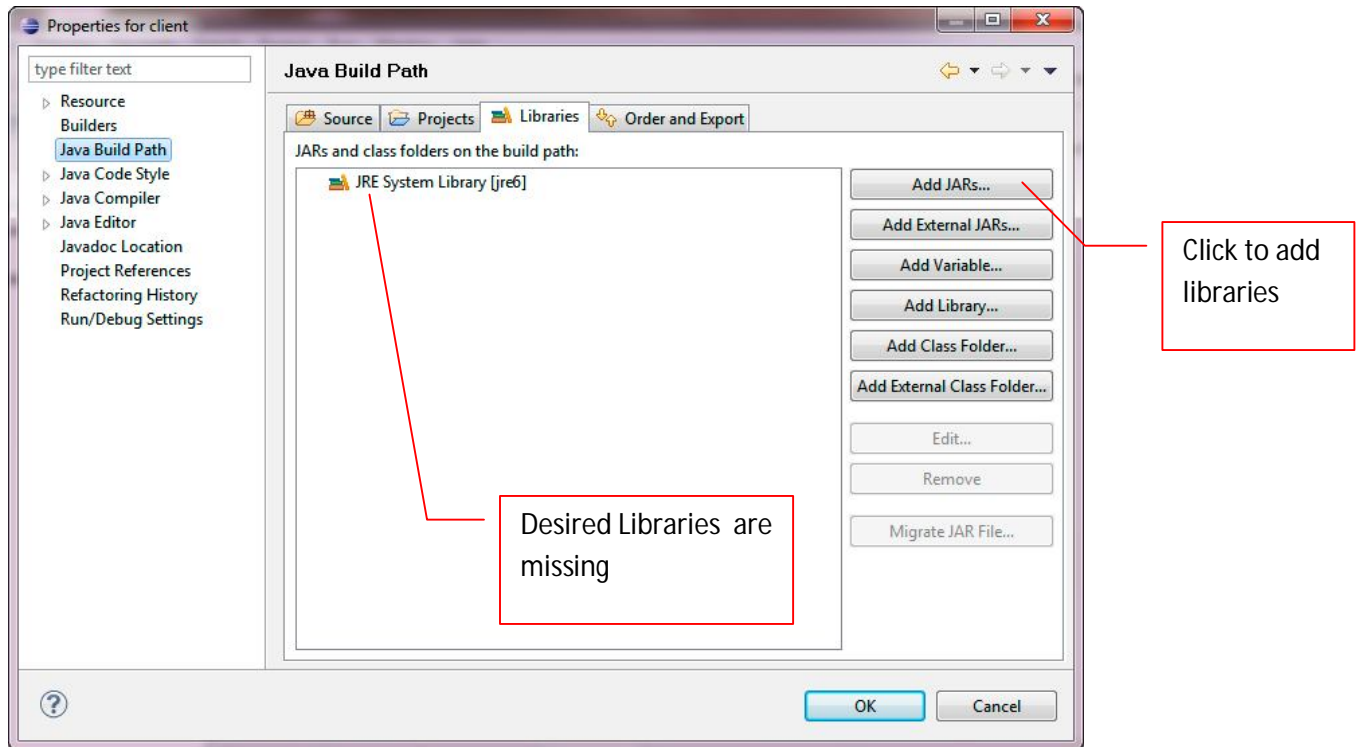 Properties for client
type filter text
Resource
Builders
Java Build Path
Java Code Style
Java Compiler
Java Editor
Javadoc Location
Project References
Refactoring History
Run/Debug Settings
Java Build Path
Source
Projects
Libraries
Order and Export
JARs and class folders on the build path:
JRE System Library [jre6]
Add JARs...
Add External JARs...
Add Variable...
Add Library...
Add Class Folder...
Add External Class Folder...
Edit...
Remove
Migrate JAR File...
Click to add
libraries
Desired Libraries are
missing
OK
Cancel